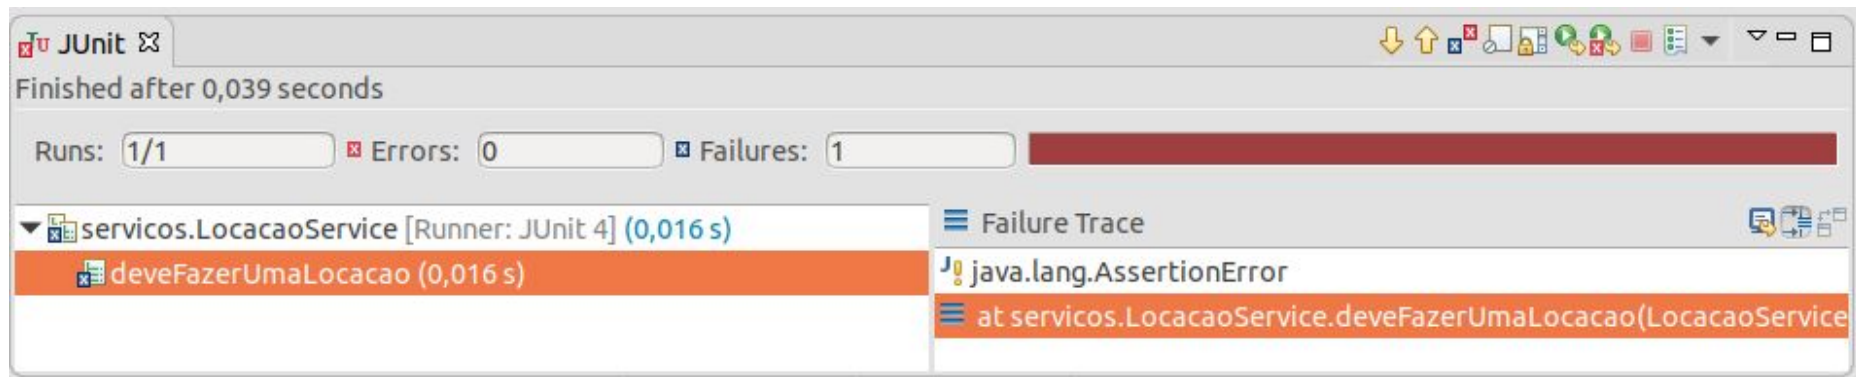 JUnit
Finished after 0,039 seconds
Runs: 1/1 Errors: 0 Failures: 1
servicos.LocacaoService [Runner: JUnit 4] (0,016 s)
deveFazerUmaLocacao (0,016 s)
Failure Trace
java.lang.AssertionError
at servicos.LocacaoService.deveFazerUmaLocacao(LocacaoService